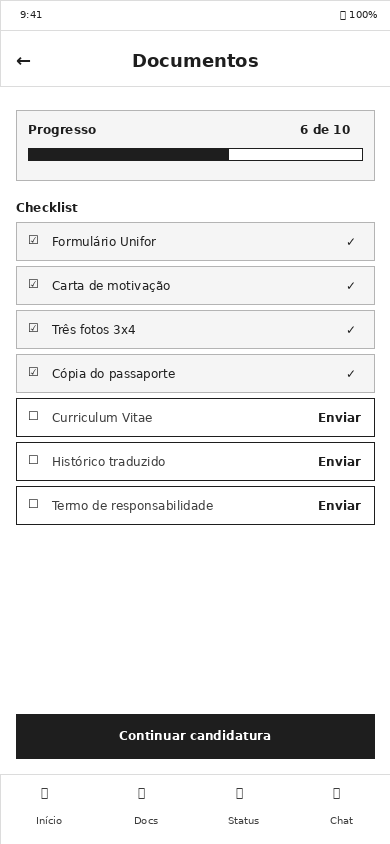 9:41 100%
← Documentos
Progresso 6 de 10
Checklist
☑ Formulário Unifor ✓
☑ Carta de motivação ✓
☑ Três fotos 3x4 ✓
☑ Cópia do passaporte ✓
☐ Curriculum Vitae Enviar
☐ Histórico traduzido Enviar
☐ Termo de responsabilidade Enviar
Continuar candidatura
Início Docs Status Chat